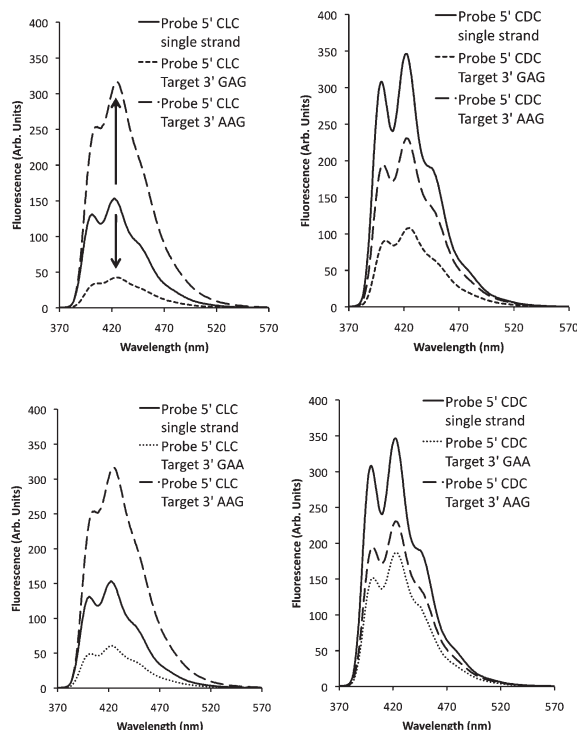 Probe 5' CLC
single strand
Probe 5' CLC
Target 3' GAG
Probe 5' CLC
Target 3' AAG
Fluorescence (Arb. Units)
400
350
300
250
200
150
100
50
0
370
420
470
520
570
Wavelength (nm)
Probe 5' CDC
single strand
Probe 5' CDC
Target 3' GAG
Probe 5' CDC
Target 3' AAG
Fluorescence (Arb. Units)
400
350
300
250
200
150
100
50
0
370
420
470
520
570
Wavelength (nm)
Probe 5' CLC
single strand
Probe 5' CLC
Target 3' GAA
Probe 5' CLC
Target 3' AAG
Fluorescence (Arb. Units)
400
350
300
250
200
150
100
50
0
370
420
470
520
570
Wavelength (nm)
Probe 5' CDC
single strand
Probe 5' CDC
Target 3' GAA
Probe 5' CDC
Target 3' AAG
Fluorescence (Arb. Units)
400
350
300
250
200
150
100
50
0
370
420
470
520
570
Wavelength (nm)